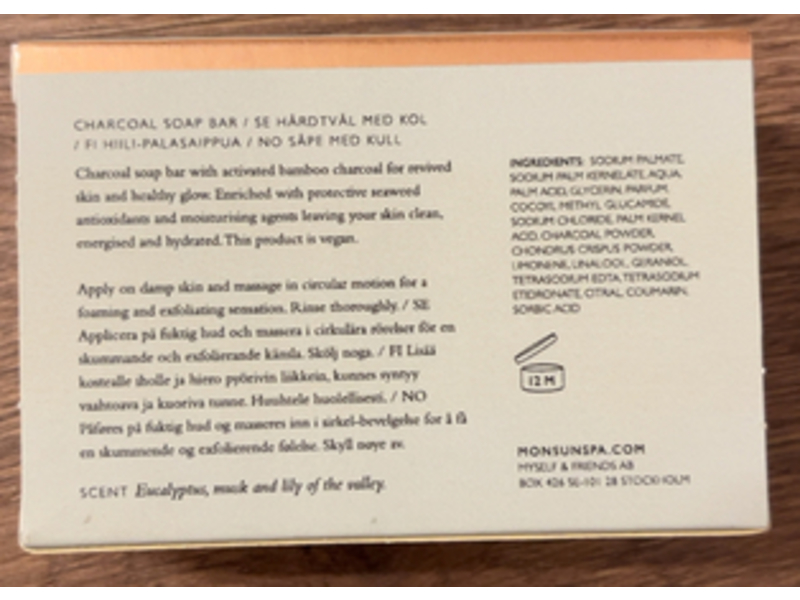 CHARCOAL SOAP BAR / SE HÅRDTVÅL MED KOL
/ FI HIILI-PALASAIPPUA / NO SÅPE MED KULL
Charcoal soap bar with activated bamboo charcoal for revived
skin and healthy glow. Enriched with protective seaweed
antioxidants and moisturising agents leaving your skin clean,
energised and hydrated. This product is vegan.
Apply on damp skin and massage in circular motion for a
foaming and exfoliating sensation. Rinse thoroughly. / SE
Applicera på fuktig hud och massera i cirkulära rörelser för en
skummande och exfolierande känsla. Skölj noga. / FI Lisää
kostealle iholle ja hiero pyörivin liikkein, kunnes syntyy
vaahtoava ja kuoriva tunne. Huuhtele huolellisesti. / NO
Påføres på fuktig hud og masseres inn i sirkel-bevelgelse for å få
en skummende og exfolierende følelse. Skyll nøye av.
SCENT Eucalyptus, musk and lily of the valley.
INGREDIENTS: SODIUM PALMATE,
SODIUM PALM KERNELATE, AQUA,
PALM ACID, GLYCERIN, PARFUM,
COCOYL METHYL GLUCAMIDE,
SODIUM CHLORIDE, PALM KERNEL
ACID, CHARCOAL POWDER,
CHONDRUS CRISPUS POWDER,
LIMONENE, LINALOOL, GERANIOL,
TETRASODIUM EDTA, TETRASODIUM
ETIDRONATE, CITRAL, COUMARIN,
SORBIC ACID
12 M
MONSUNSPA.COM
MYSELF & FRIENDS AB
BOX 406 SE-101 28 STOCKHOLM